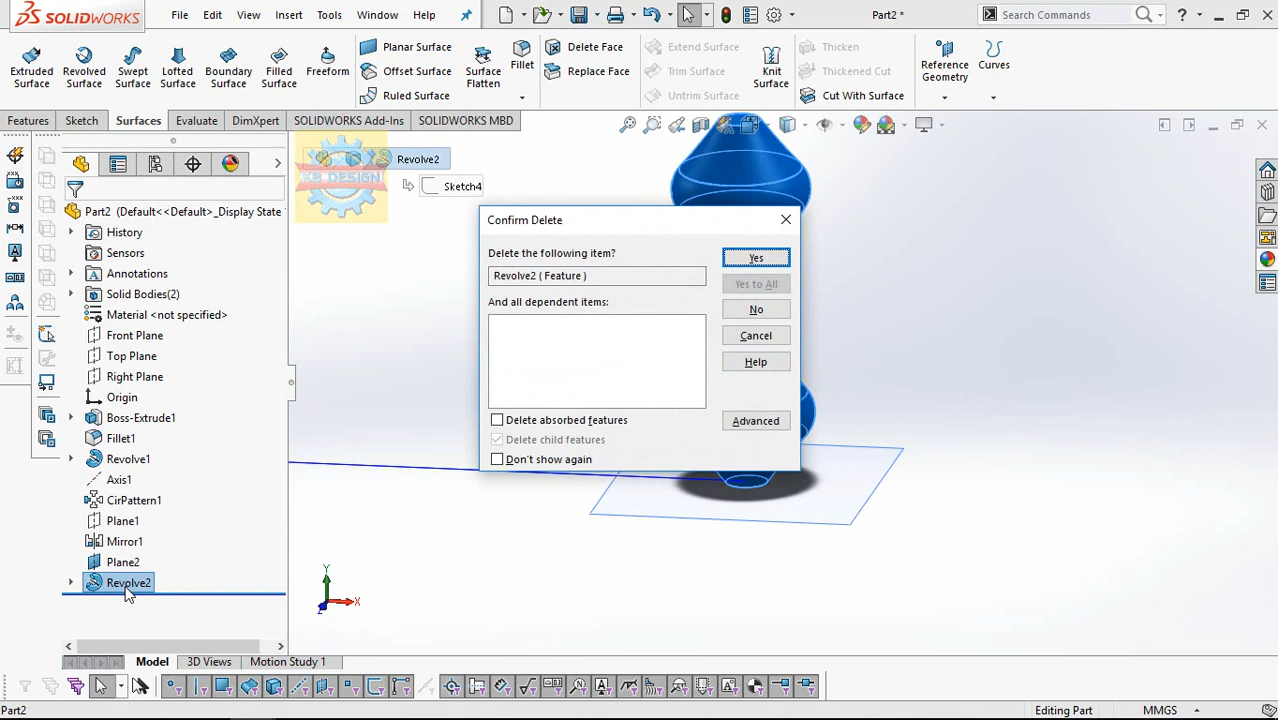 SOLIDWORKS
File Edit View Insert Tools Window Help
Part2 *
Search Commands
Extruded Surface
Revolved Surface
Swept Surface
Lofted Surface
Boundary Surface
Filled Surface
Freeform
Planar Surface
Offset Surface
Ruled Surface
Surface Flatten
Fillet
Delete Face
Replace Face
Extend Surface
Trim Surface
Untrim Surface
Knit Surface
Thicken
Thickened Cut
Cut With Surface
Reference Geometry
Curves
Features Sketch Surfaces Evaluate DimXpert SOLIDWORKS Add-Ins SOLIDWORKS MBD
Revolve2
Sketch4
DESIGN
Part2 (Default<<Default>_Display State
History
Sensors
Annotations
Solid Bodies(2)
Material <not specified>
Front Plane
Top Plane
Right Plane
Origin
Boss-Extrude1
Fillet1
Revolve1
Axis1
CirPattern1
Plane1
Mirror1
Plane2
Revolve2
Confirm Delete
Delete the following item?
Revolve2 ( Feature )
And all dependent items:
Delete absorbed features
Delete child features
Don't show again
Yes
Yes to All
No
Cancel
Help
Advanced
Y
X
Z
Model 3D Views Motion Study 1
Part2
Editing Part
MMGS